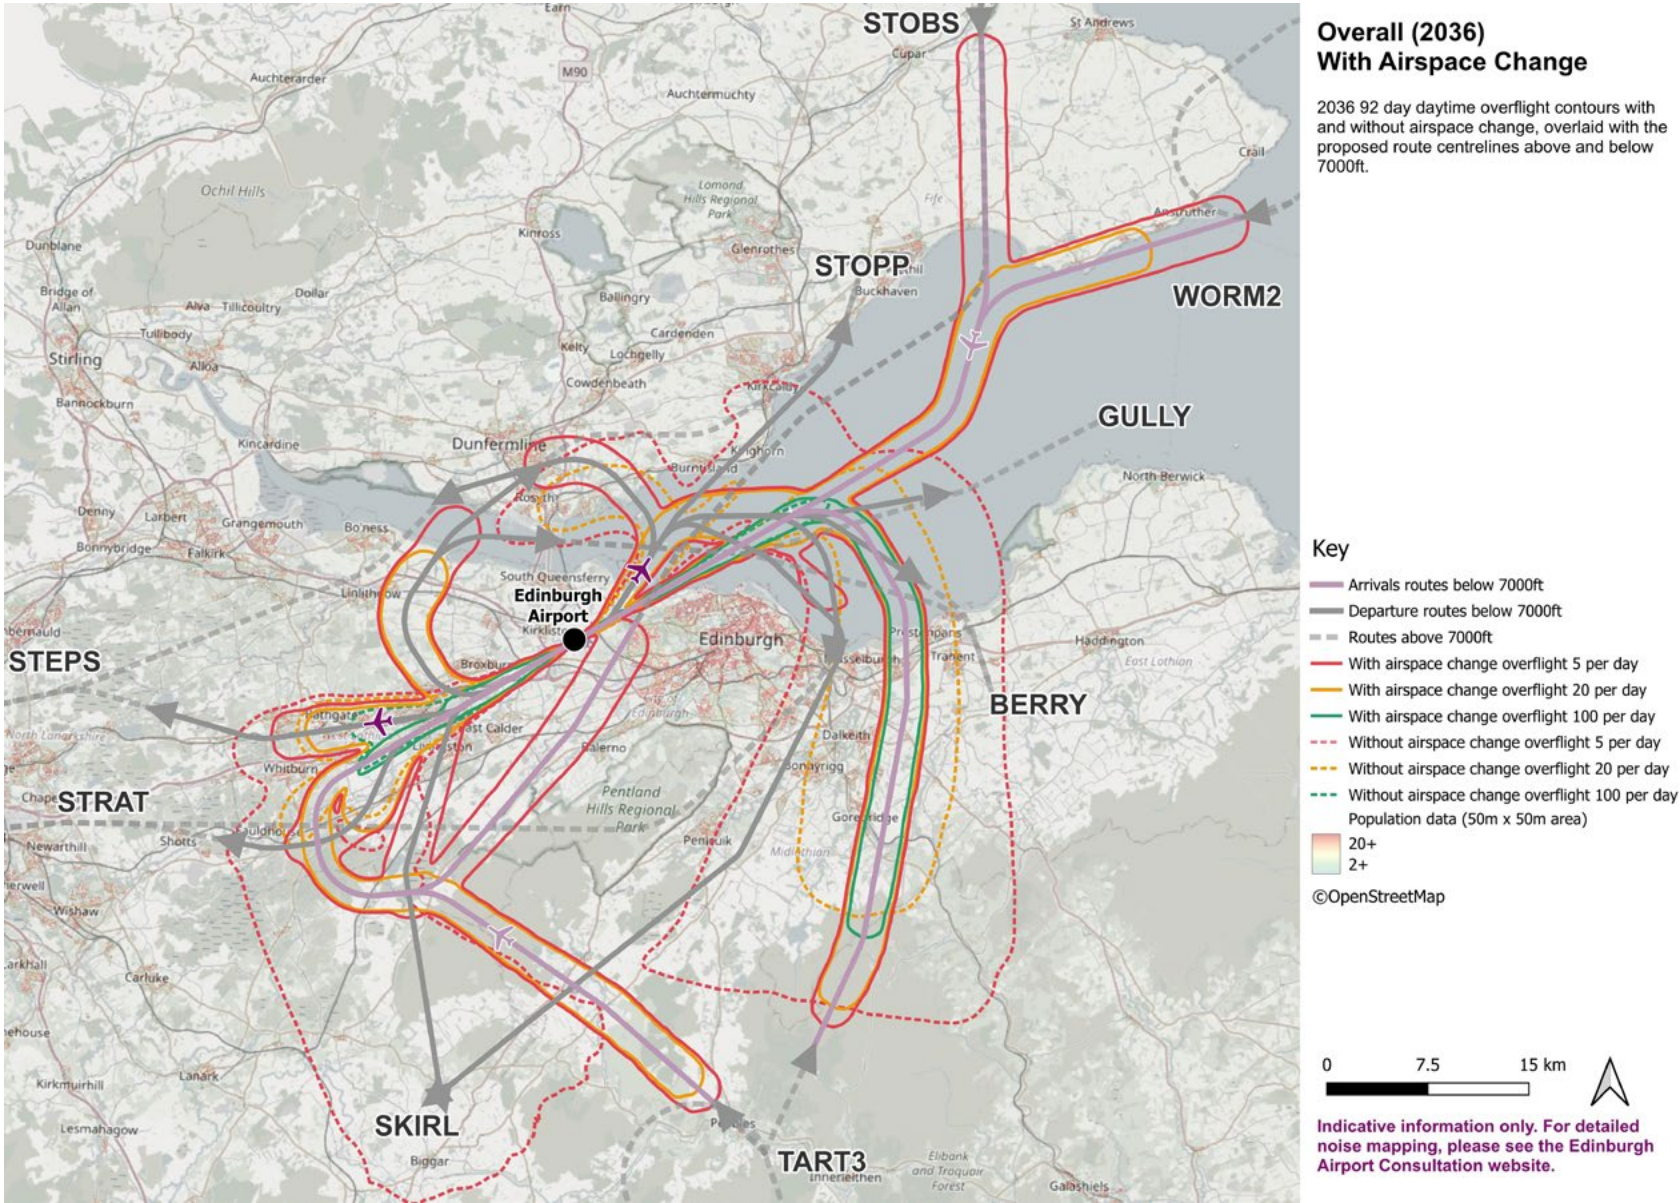 Overall (2036)
With Airspace Change
2036 92 day daytime overflight contours with
and without airspace change, overlaid with the
proposed route centrelines above and below
7000ft.
Earn
STOBS
St Andrews
Cupar
Auchterarder
M90
Auchtermuchty
Crail
Ochil Hills
Lomond
Hills Regional
Park
Fife
Anstruther
Dunblane
Kinross
Glenrothes
STOPP
Buckhaven
WORM2
Bridge of
Allan
Alva
Tillicoultry
Dollar
Ballingry
Tullibody
Cardenden
Stirling
Alloa
Kelty
Lochgelly
Cowdenbeath
Kirkcaldy
Bannockburn
GULLY
Kincardine
Dunfermline
Kinghorn
Burntisland
North Berwick
Rosyth
Denny
Larbert
Grangemouth
Bo'ness
Bonnybridge
Falkirk
South Queensferry
Linlithgow
Edinburgh
Airport
Kirkliston
Edinburgh
Prestonpans
Haddington
STEPS
Broxburn
Musselburgh
Tranent
East Lothian
BERRY
Bathgate
North Lanarkshire
West Lothian
East Calder
Livingston
Edinburgh
Balerno
Dalkeith
Whitburn
Bonnyrigg
STRAT
Pentland
Hills Regional
Park
Gorebridge
Fauldhouse
Newarthill
Shotts
Penicuik
Midlothian
Wishaw
Carluke
Lanark
Kirkmuirhill
SKIRL
Lesmahagow
Peebles
Biggar
TART3
Innerleithen
Elibank
and Traquair
Forest
Galashiels
Key
Arrivals routes below 7000ft
Departure routes below 7000ft
Routes above 7000ft
With airspace change overflight 5 per day
With airspace change overflight 20 per day
With airspace change overflight 100 per day
Without airspace change overflight 5 per day
Without airspace change overflight 20 per day
Without airspace change overflight 100 per day
Population data (50m x 50m area)
20+
2+
©OpenStreetMap
0 7.5 15 km
Indicative information only. For detailed
noise mapping, please see the Edinburgh
Airport Consultation website.